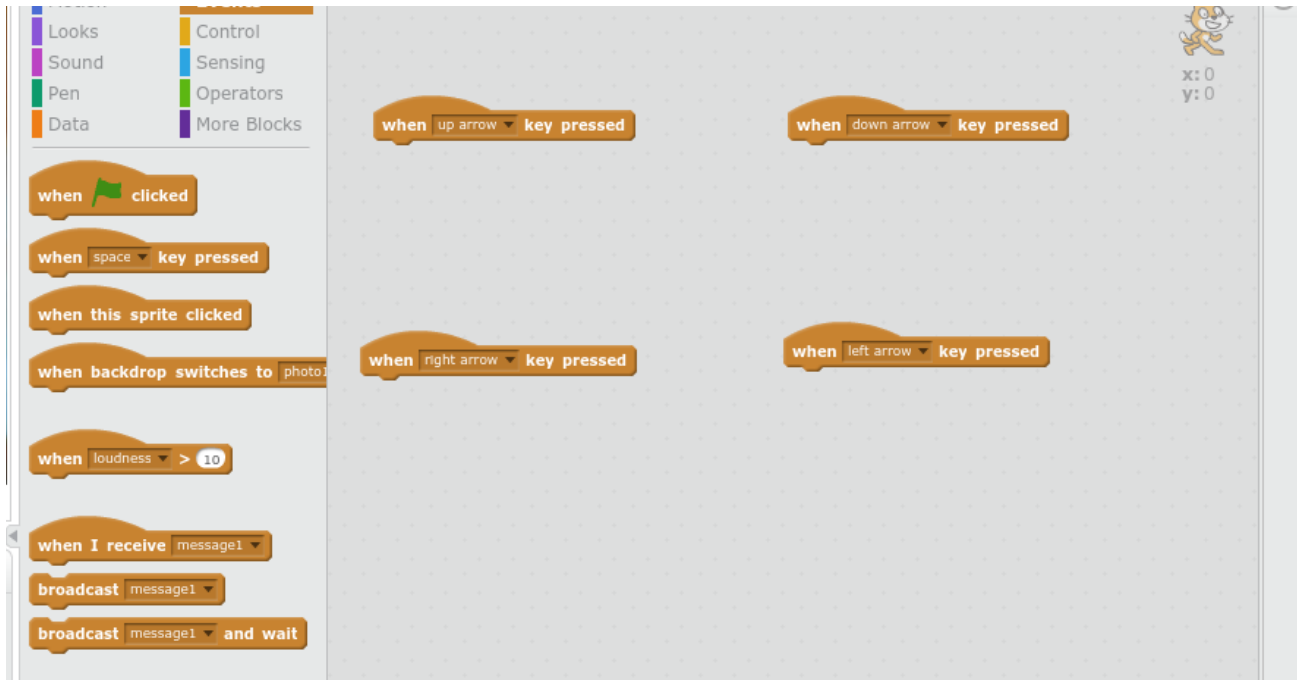 Looks
Control
Sound
Sensing
Pen
Operators
Data
More Blocks
when clicked
when space key pressed
when this sprite clicked
when backdrop switches to photo1
when loudness > 10
when I receive message1
broadcast message1
broadcast message1 and wait
when up arrow key pressed
when down arrow key pressed
when right arrow key pressed
when left arrow key pressed
x: 0
y: 0